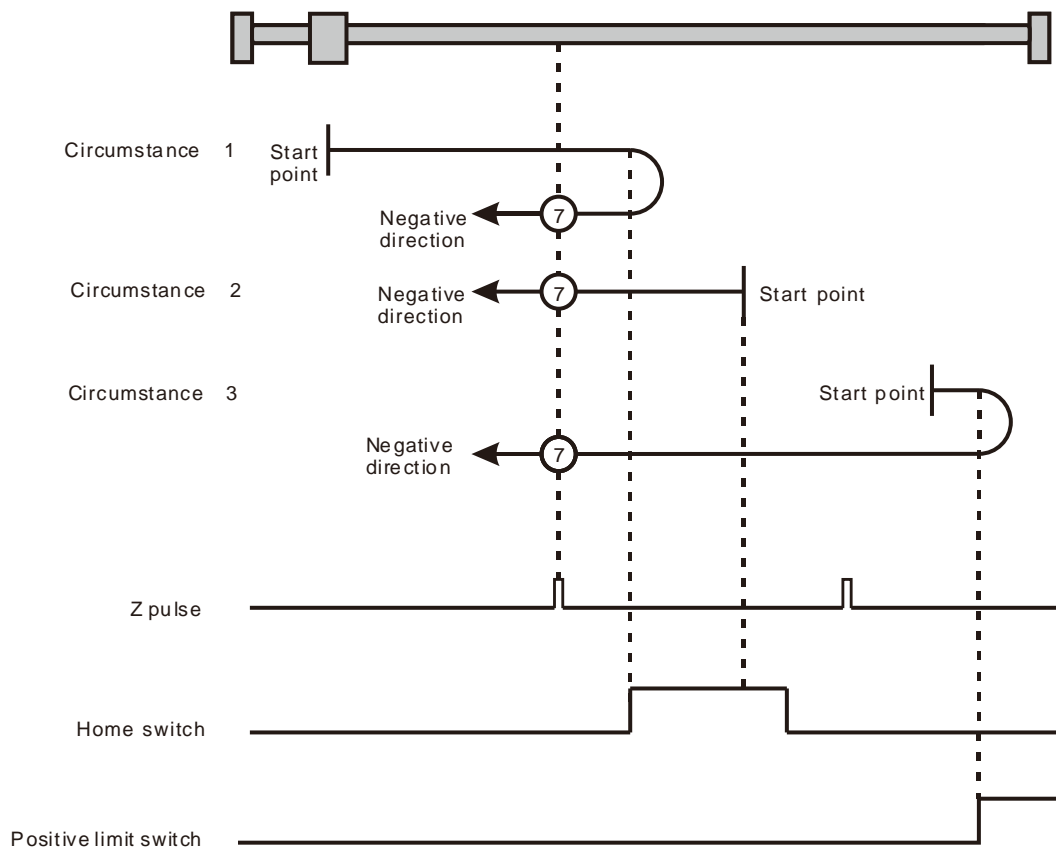 Circumstance 1
Start
point
7
Negative
direction
Circumstance 2
7
Negative
direction
Start point
Circumstance 3
Start point
Negative
direction
7
Z pulse
Home switch
Positive limit switch